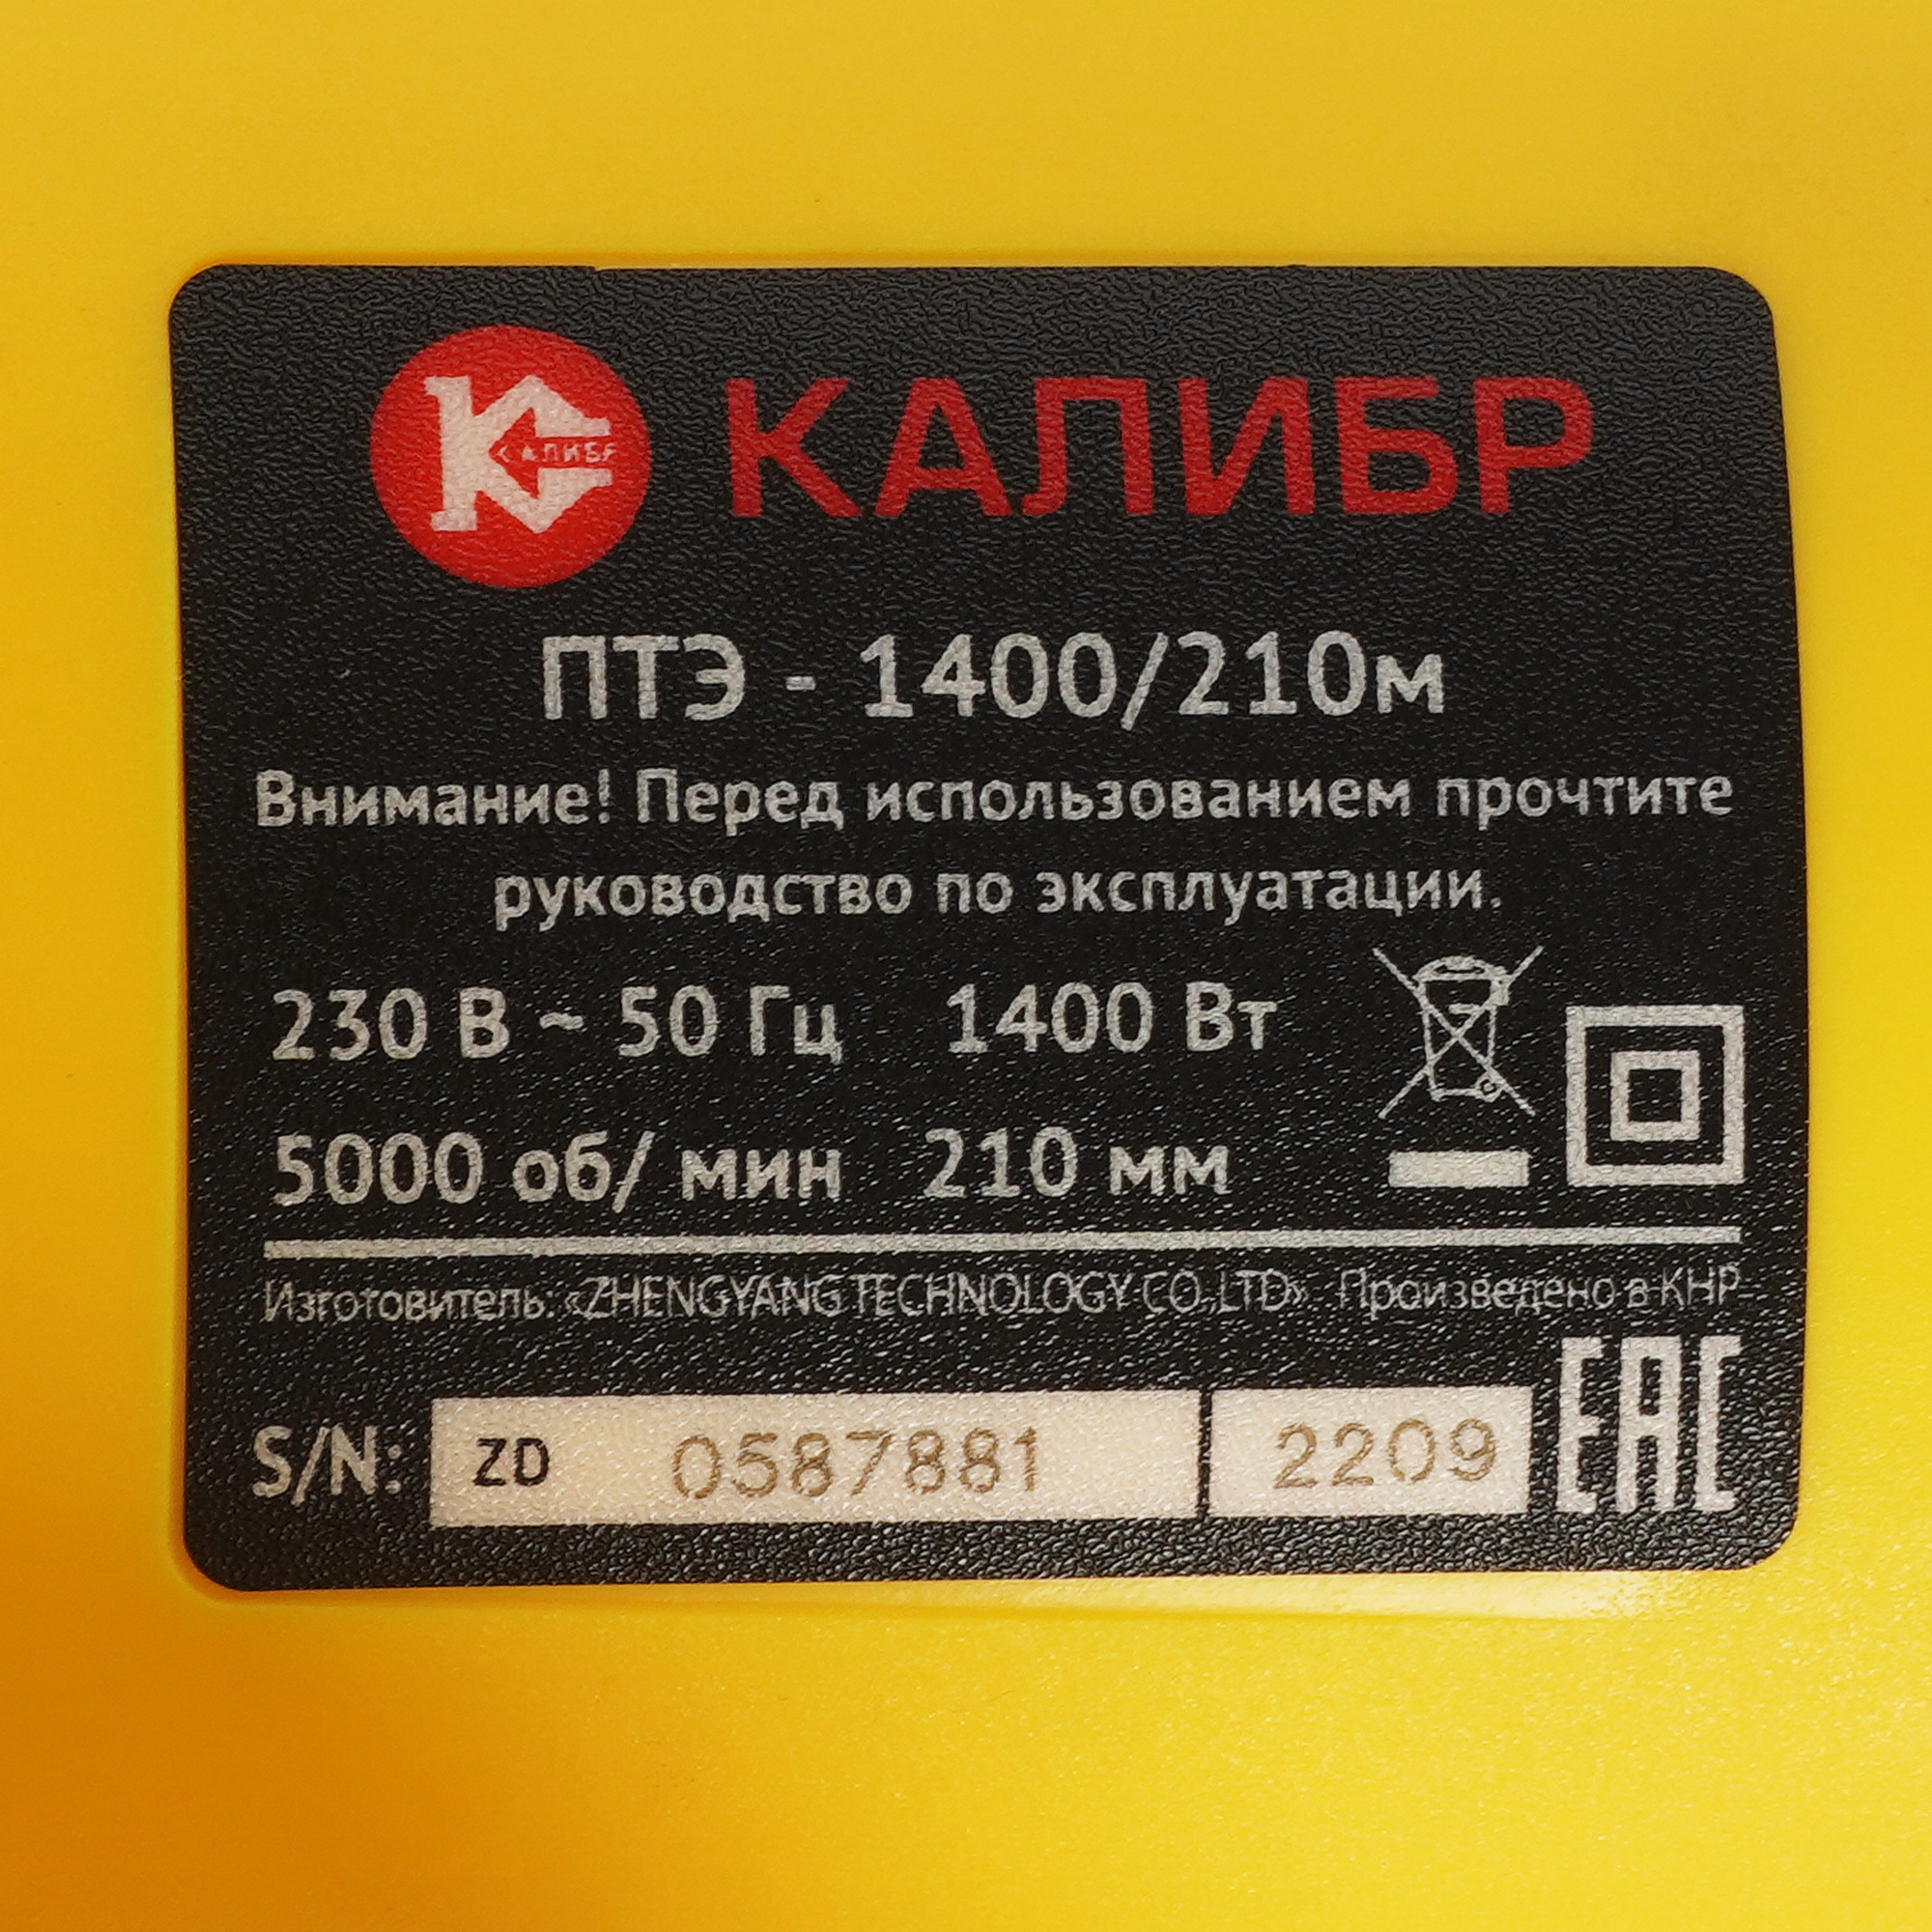 КАЛИБР КАЛИБР
ПТЭ - 1400/210м
Внимание! Перед использованием прочтите
руководство по эксплуатации.
230 В ~ 50 Гц 1400 Вт
5000 об/ мин 210 мм
Изготовитель: «ZHENGYANG TECHNOLOGY CO.,LTD» Произведено в КНР
S/N: ZD 0587881 2209 EAC